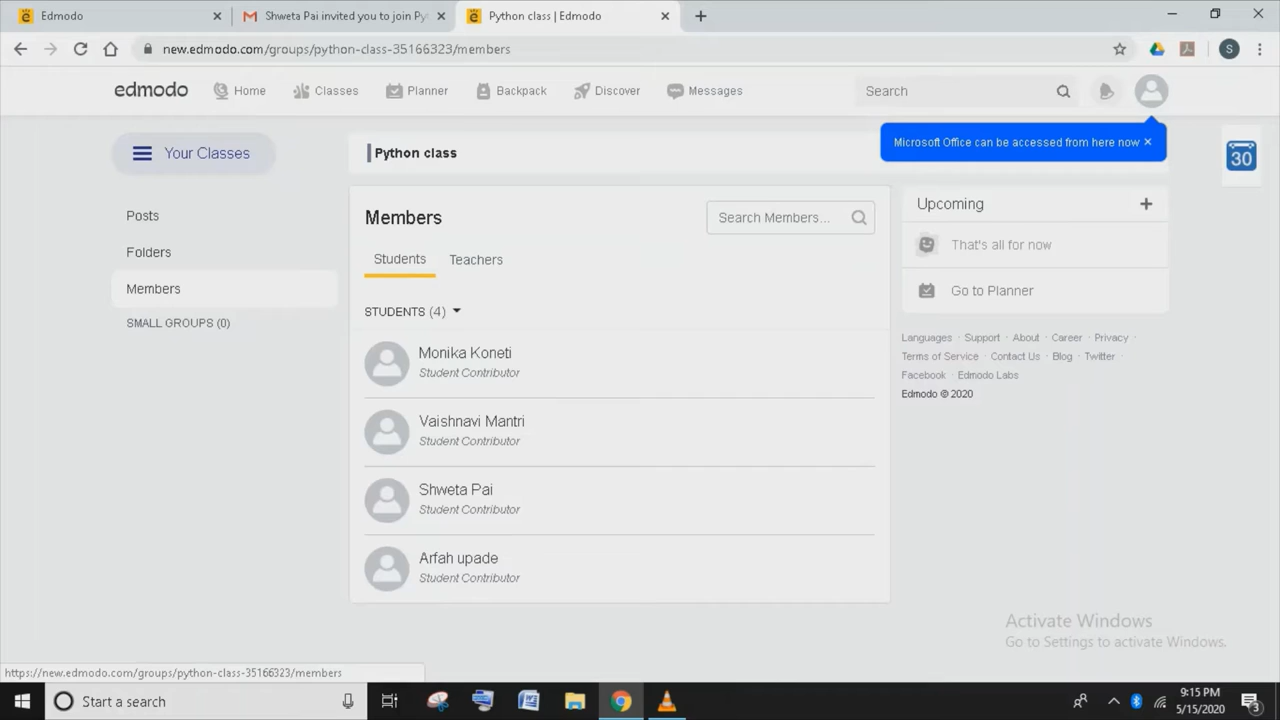 Edmodo
Shweta Pai invited you to join Py
Python class | Edmodo
new.edmodo.com/groups/python-class-35166323/members
S
edmodo
Home
Classes
Planner
Backpack
Discover
Messages
Search
Microsoft Office can be accessed from here now ×
30
Your Classes
Posts
Folders
Members
SMALL GROUPS (0)
Python class
Members
Search Members...
Students
Teachers
STUDENTS (4)
Monika Koneti
Student Contributor
Vaishnavi Mantri
Student Contributor
Shweta Pai
Student Contributor
Arfah upade
Student Contributor
Upcoming
That's all for now
Go to Planner
Languages · Support · About · Career · Privacy ·
Terms of Service · Contact Us · Blog · Twitter ·
Facebook · Edmodo Labs
Edmodo © 2020
Activate Windows
Go to Settings to activate Windows.
https://new.edmodo.com/groups/python-class-35166323/members
Start a search
9:15 PM
5/15/2020
3